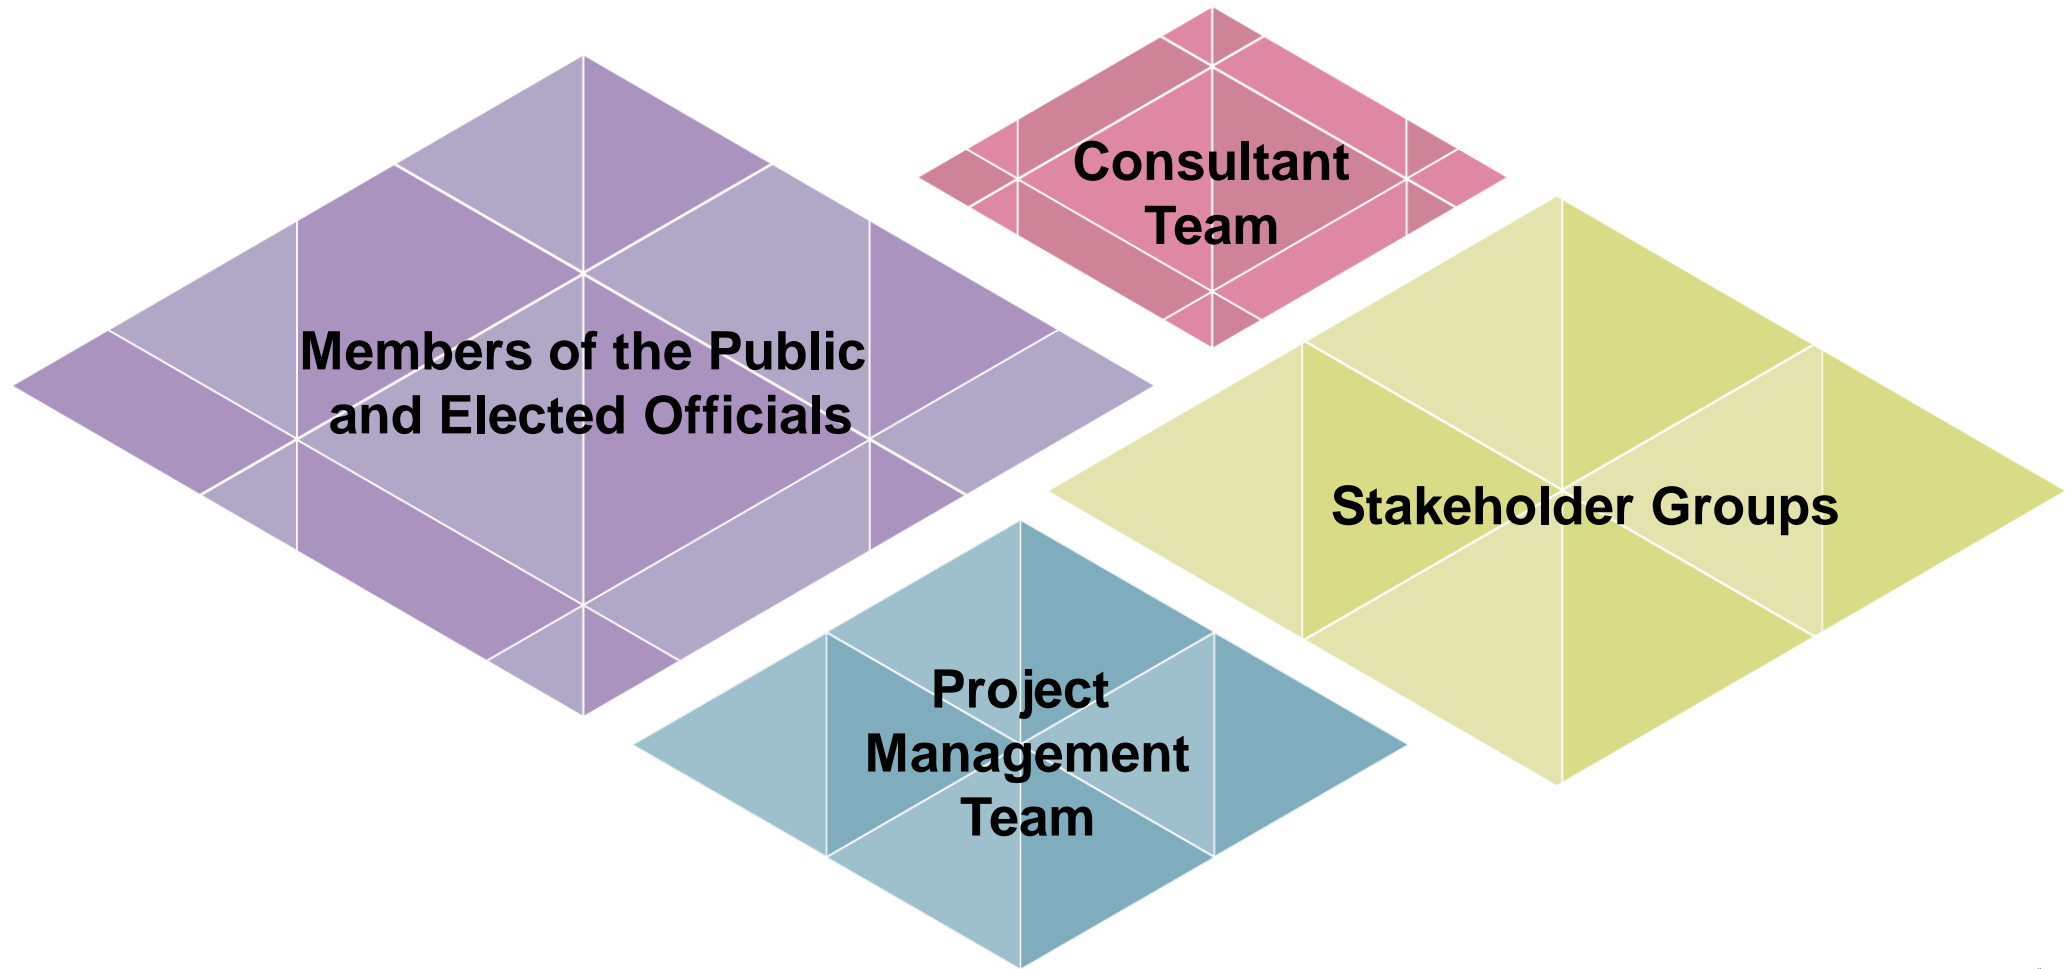 Consultant
Team
Members of the Public
and Elected Officials
Stakeholder Groups
Project
Management
Team